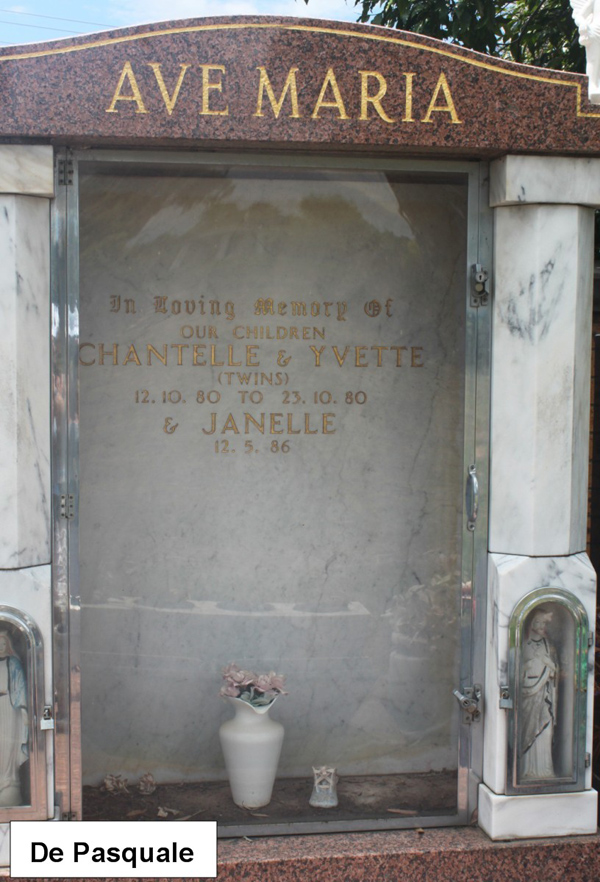 AVE MARIA
In Loving Memory Of
OUR CHILDREN
CHANTELLE & YVETTE
(TWINS)
12.10.80 TO 23.10.80
& JANELLE
12.5.86
De Pasquale